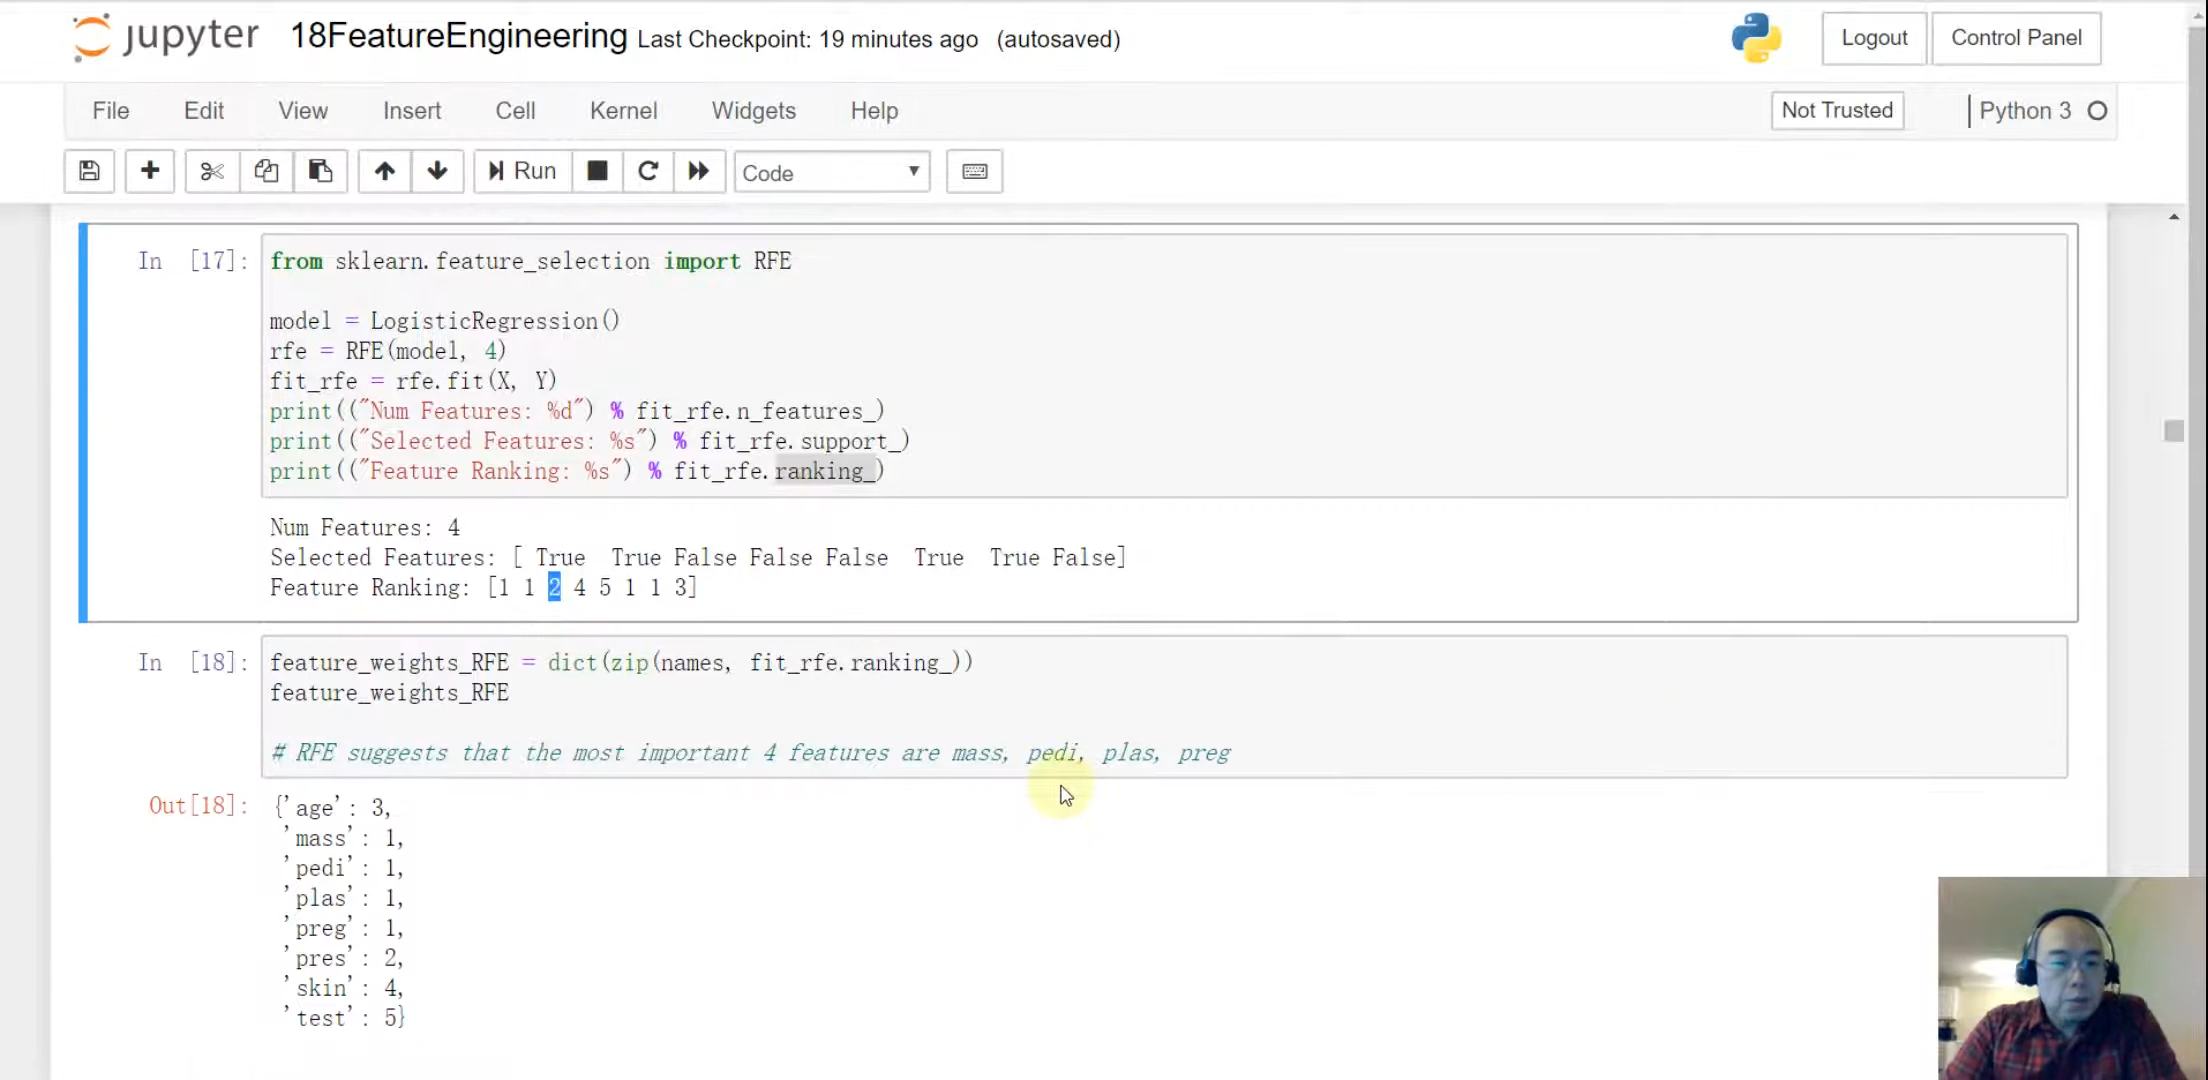 jupyter 18FeatureEngineering Last Checkpoint: 19 minutes ago (autosaved)
Logout Control Panel
File Edit View Insert Cell Kernel Widgets Help
Not Trusted Python 3
Run Code
In [17]: from sklearn.feature_selection import RFE
model = LogisticRegression()
rfe = RFE(model, 4)
fit_rfe = rfe.fit(X, Y)
print(("Num Features: %d") % fit_rfe.n_features_)
print(("Selected Features: %s") % fit_rfe.support_)
print(("Feature Ranking: %s") % fit_rfe.ranking_)
Num Features: 4
Selected Features: [ True  True False False False  True  True False]
Feature Ranking: [1 1 2 4 5 1 1 3]
In [18]: feature_weights_RFE = dict(zip(names, fit_rfe.ranking_))
feature_weights_RFE
# RFE suggests that the most important 4 features are mass, pedi, plas, preg
Out[18]: {'age': 3,
'mass': 1,
'pedi': 1,
'plas': 1,
'preg': 1,
'pres': 2,
'skin': 4,
'test': 5}